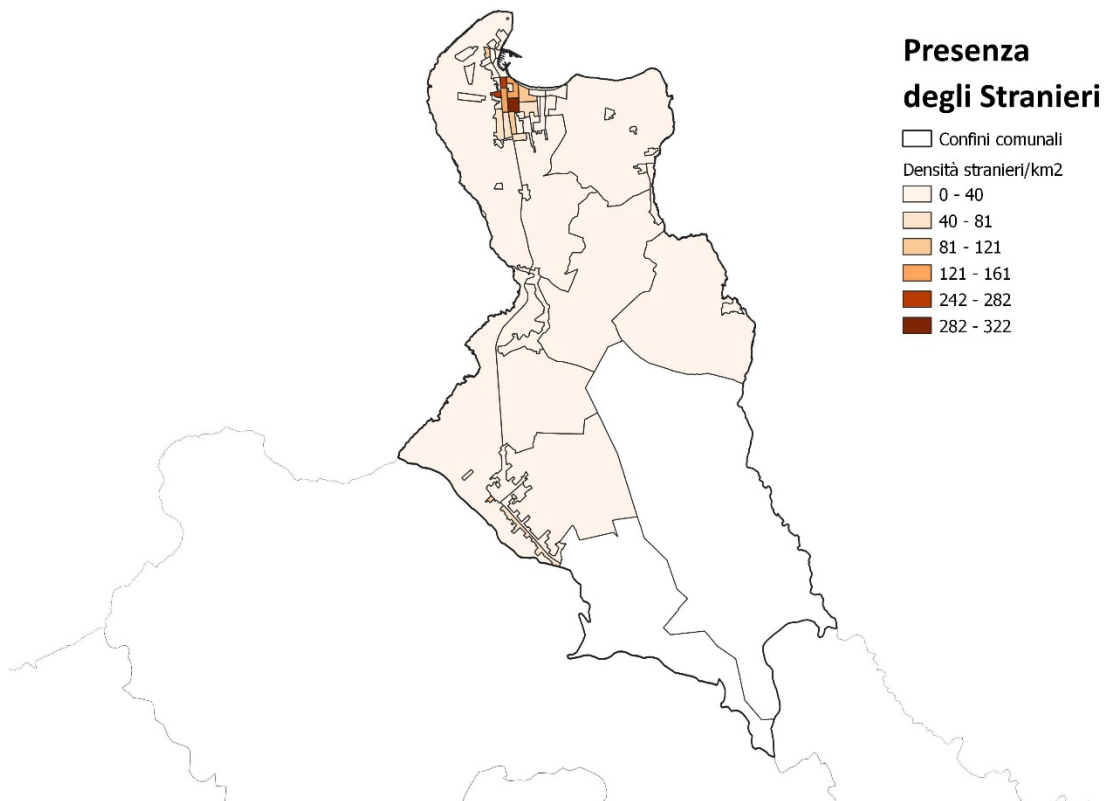 Presenza
degli Stranieri
Confini comunali
Densità stranieri/km2
0 - 40
40 - 81
81 - 121
121 - 161
242 - 282
282 - 322